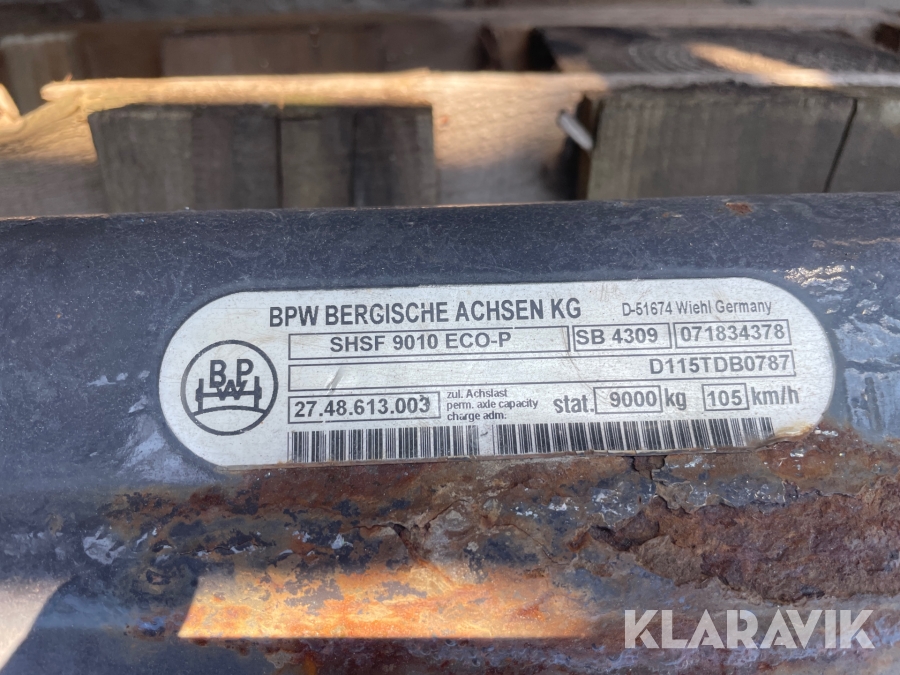 BPW BERGISCHE ACHSEN KG D-51674 Wiehl Germany
SHSF 9010 ECO-P SB 4309 071834378
BPW
D115TDB0787
27.48.613.003 zul. Achslast
perm. axle capacity
charge adm.
stat. 9000 kg 105 km/h
KLARAVIK